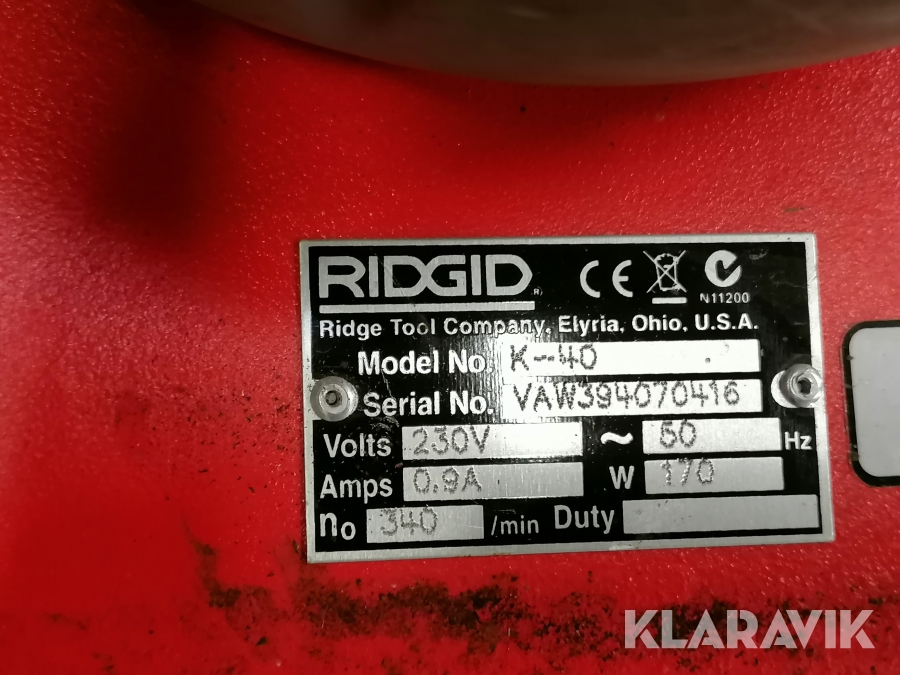 RIDGID®
CE N11200
Ridge Tool Company, Elyria, Ohio, U.S.A.
Model No. K-40
Serial No. VAW394070416
Volts 230V ~ 50 Hz
Amps 0.9A W 170
no 340 /min Duty
KLARAVIK